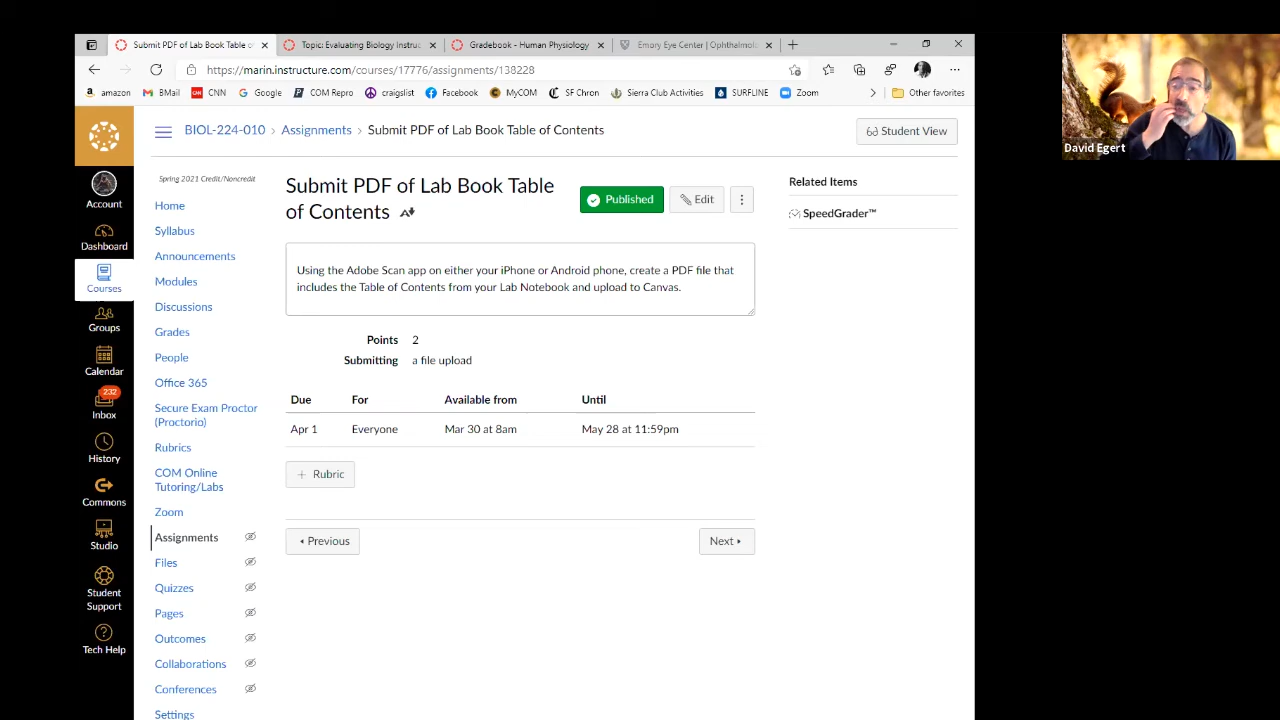 Submit PDF of Lab Book Table o
Topic: Evaluating Biology Instruc
Gradebook - Human Physiology
Emory Eye Center | Ophthalmol
https://marin.instructure.com/courses/17776/assignments/138228
amazon
BMail
CNN
Google
COM Repro
craigslist
Facebook
MyCOM
SF Chron
Sierra Club Activities
SURFLINE
Zoom
Other favorites
David Egert
BIOL-224-010 › Assignments › Submit PDF of Lab Book Table of Contents
Student View
Account
Dashboard
Courses
Groups
Calendar
232
Inbox
History
Commons
Studio
Student
Support
Tech Help
Spring 2021 Credit/Noncredit
Home
Syllabus
Announcements
Modules
Discussions
Grades
People
Office 365
Secure Exam Proctor
(Proctorio)
Rubrics
COM Online
Tutoring/Labs
Zoom
Assignments
Files
Quizzes
Pages
Outcomes
Collaborations
Conferences
Settings
Submit PDF of Lab Book Table
of Contents
Published
Edit
Using the Adobe Scan app on either your iPhone or Android phone, create a PDF file that
includes the Table of Contents from your Lab Notebook and upload to Canvas.
Points 2
Submitting a file upload
Due For Available from Until
Apr 1 Everyone Mar 30 at 8am May 28 at 11:59pm
+ Rubric
Previous
Next
Related Items
SpeedGrader™